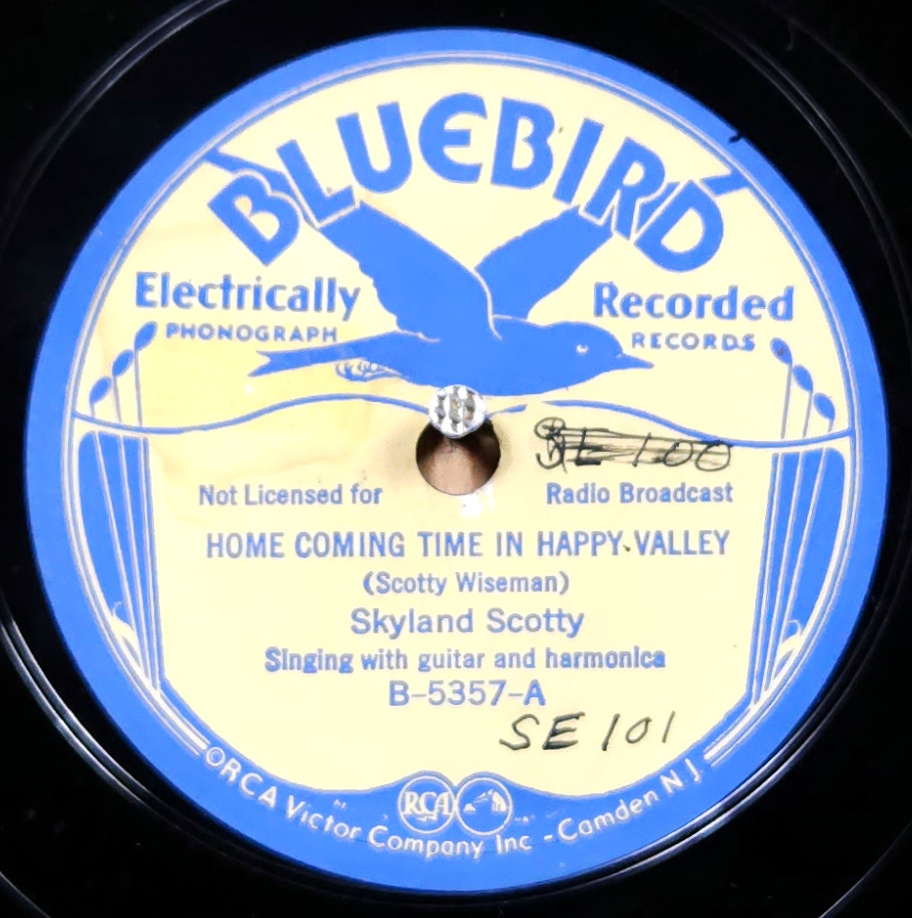 BLUEBIRD
Electrically Recorded
PHONOGRAPH RECORDS
SE 100
Not Licensed for Radio Broadcast
HOME COMING TIME IN HAPPY VALLEY
(Scotty Wiseman)
Skyland Scotty
Singing with guitar and harmonica
B-5357-A
SE 101
RCA
©RCA Victor Company Inc - Camden N J